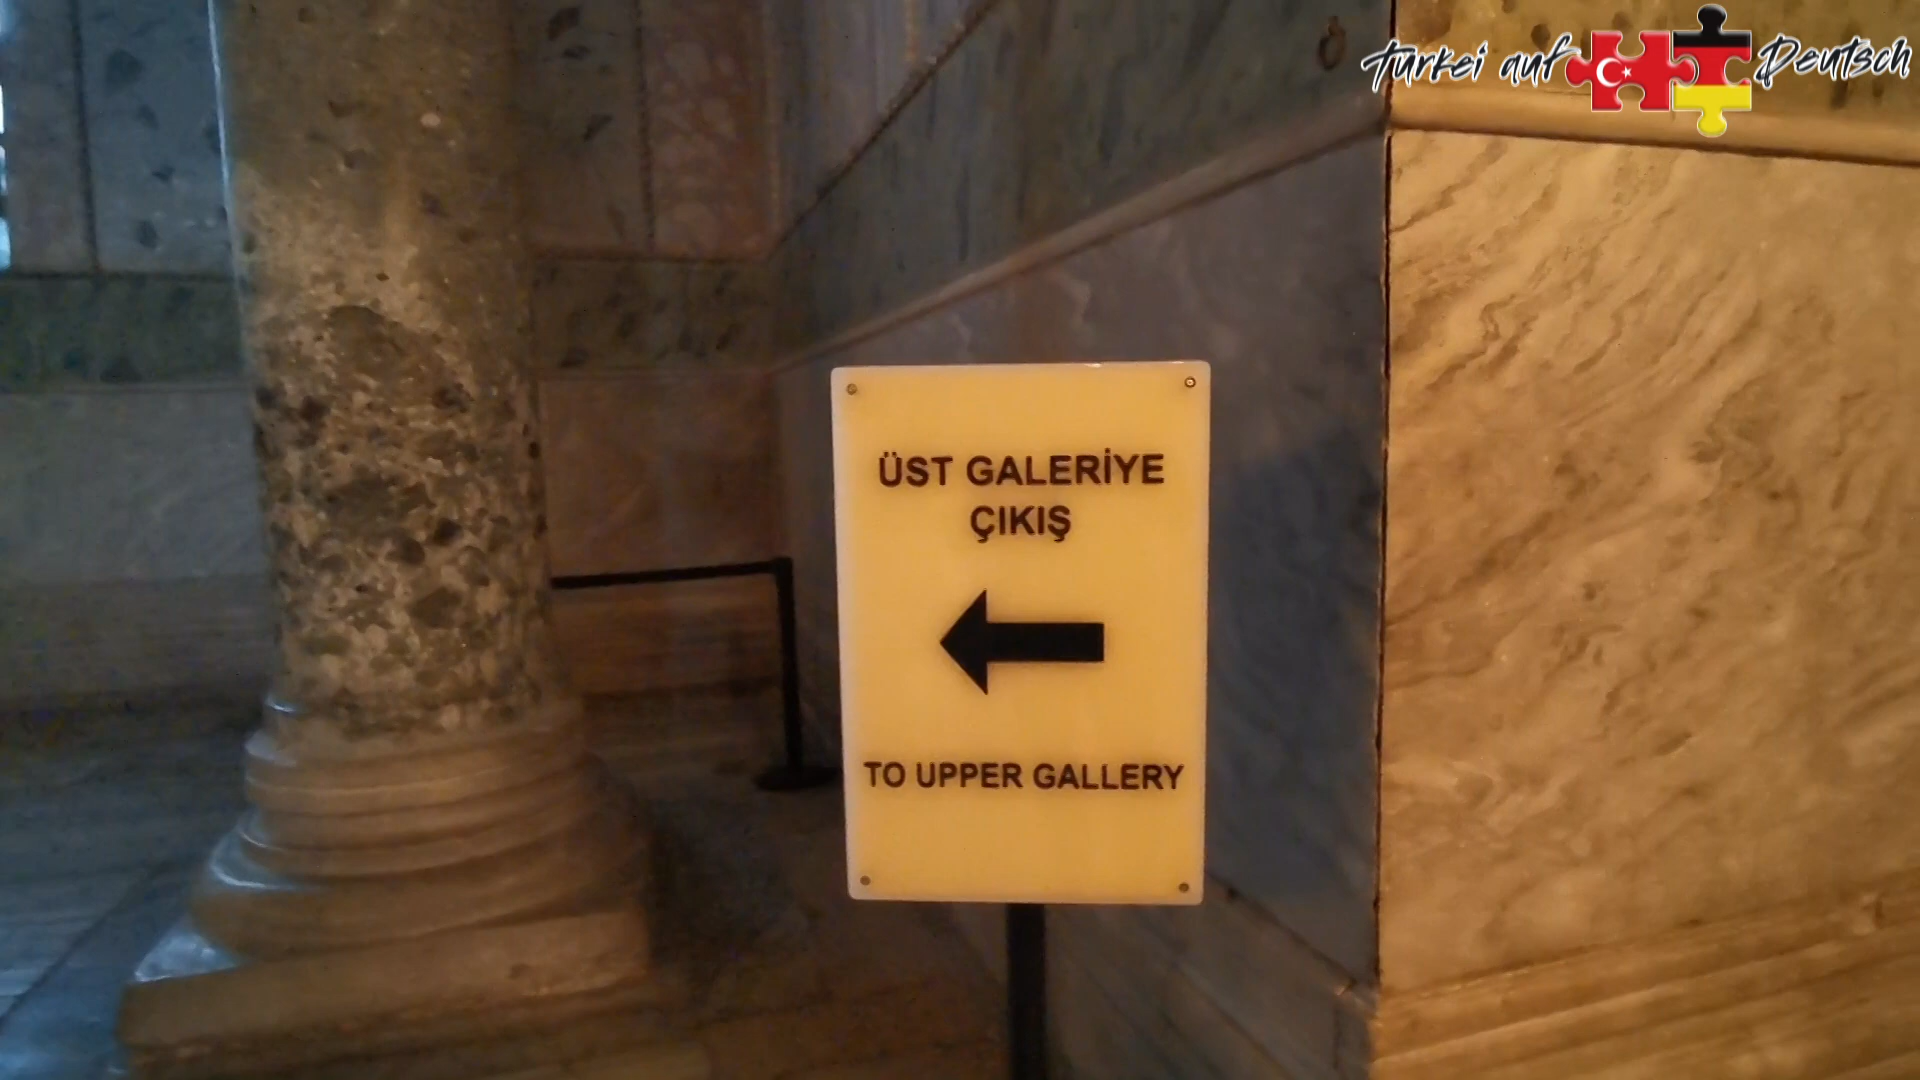 Türkei auf Deutsch
ÜST GALERİYE
ÇIKIŞ
TO UPPER GALLERY